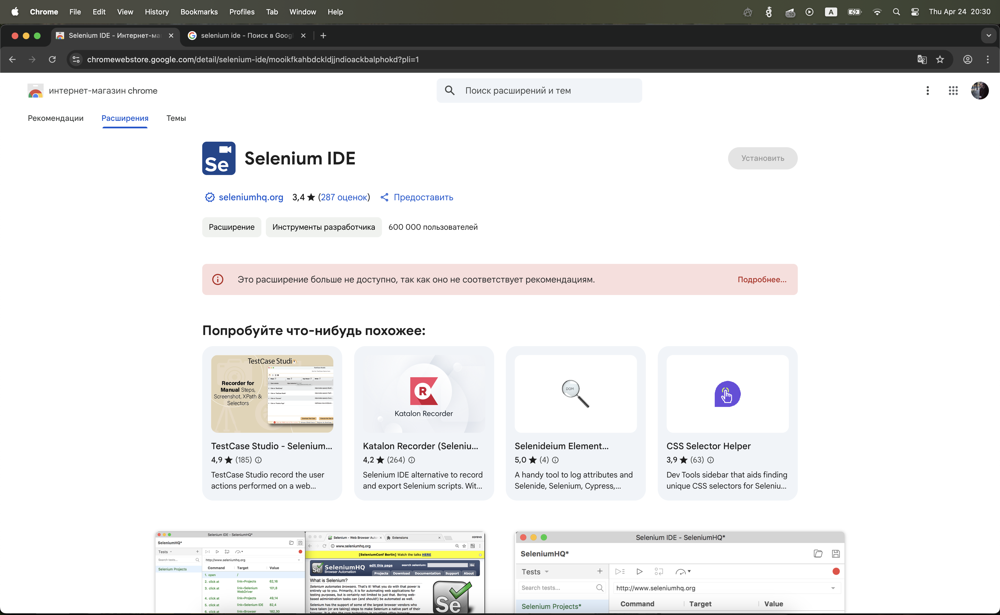 Chrome File Edit View History Bookmarks Profiles Tab Window Help
..10 A Thu Apr 24 20:30
Selenium IDE - Интернет-ма
selenium ide - Поиск в Goog
chromewebstore.google.com/detail/selenium-ide/mooikfkahbdckldjjndioackbalphokd?pli=1
интернет-магазин chrome
Поиск расширений и тем
Рекомендации Расширения Темы
Se
Selenium IDE
Установить
seleniumhq.org 3,4 ★ (287 оценок) Предоставить
Расширение Инструменты разработчика 600 000 пользователей
Это расширение больше не доступно, так как оно не соответствует рекомендациям. Подробнее...
Попробуйте что-нибудь похожее:
TestCase Studi
Recorder for
Manual Steps,
Screenshot, XPath &
Selectors
TestCase Studio - Selenium...
4,9 ★ (185)
TestCase Studio record the user
actions performed on a web...
R
Katalon Recorder
Katalon Recorder (Seleniu...
4,2 ★ (264)
Selenium IDE alternative to record
and export Selenium scripts. Wit...
DOM
Selenideium Element...
5,0 ★ (4)
A handy tool to log attributes and
Selenide, Selenium, Cypress,...
CSS Selector Helper
3,9 ★ (63)
Dev Tools sidebar that aids finding
unique CSS selectors for Seleniu...
Selenium IDE - SeleniumHQ*
SeleniumHQ*
Tests
Search tests...
http://www.seleniumhq.org
Selenium Projects
Command Target Value
1. open /
2. click at link=Projects 62,16
3. click at link=Selenium WebDriver 101,8
4. click at link=Projects 49,14
5. click at link=Selenium IDE 82,4
6. click at link=Browser 182,30
Selenium - Web Browser Auto Extensions corevo
www.seleniumhq.org
[SeleniumConf Berlin] Watch the talks HERE
Se SeleniumHQ
Browser Automation
edit this page search selenium: Go
Projects Download Documentation Support About
What is Selenium?
Selenium automates browsers. That's it! What you do with that power is
entirely up to you. Primarily, it is for automating web applications for
testing purposes, but is certainly not limited to just that. Boring web-
based administration tasks can (and should!) be automated as well.
Selenium has the support of some of the largest browser vendors who
have taken (or are taking) steps to make Selenium a native part of their
Se
Selenium IDE - SeleniumHQ*
SeleniumHQ*
Tests
Search tests...
http://www.seleniumhq.org
Command Target Value
Selenium Projects*